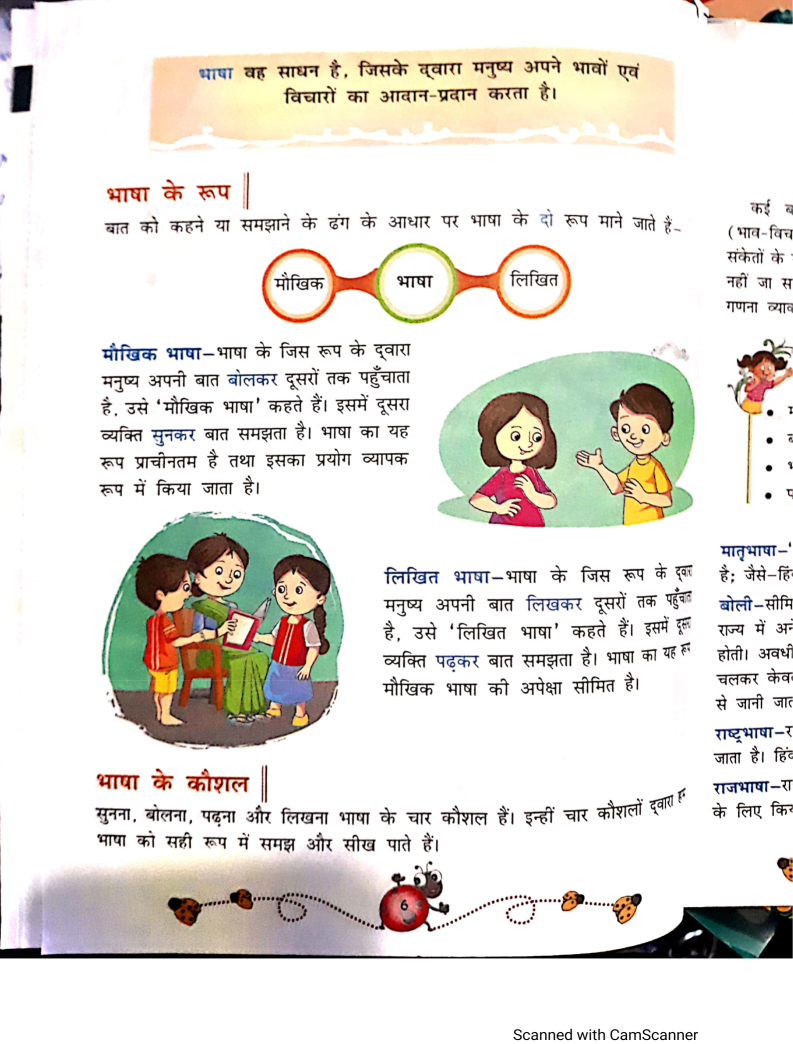 भाषा वह साधन है, जिसके द्वारा मनुष्य अपने भावों एवं
विचारों का आदान-प्रदान करता है।
भाषा के रूप
बात को कहने या समझाने के ढंग के आधार पर भाषा के दो रूप माने जाते हैं–
मौखिक भाषा लिखित
मौखिक भाषा–भाषा के जिस रूप के द्वारा
मनुष्य अपनी बात बोलकर दूसरों तक पहुँचाता
है, उसे ‘मौखिक भाषा’ कहते हैं। इसमें दूसरा
व्यक्ति सुनकर बात समझता है। भाषा का यह
रूप प्राचीनतम है तथा इसका प्रयोग व्यापक
रूप में किया जाता है।
लिखित भाषा–भाषा के जिस रूप के द्वारा
मनुष्य अपनी बात लिखकर दूसरों तक पहुँचाता
है, उसे ‘लिखित भाषा’ कहते हैं। इसमें दूसरा
व्यक्ति पढ़कर बात समझता है। भाषा का यह रूप
मौखिक भाषा की अपेक्षा सीमित है।
भाषा के कौशल
सुनना, बोलना, पढ़ना और लिखना भाषा के चार कौशल हैं। इन्हीं चार कौशलों द्वारा हम
भाषा को सही रूप में समझ और सीख पाते हैं।
6
कई
(भाव-विच
संकेतों के
नहीं जा स
गणना व्याव
मातृभाषा–
है; जैसे–हिं
बोली–सीमि
राज्य में अ
होती। अवधी
चलकर केव
से जानी जात
राष्ट्रभाषा–र
जाता है। हिं
राजभाषा–रा
के लिए कि
Scanned with CamScanner